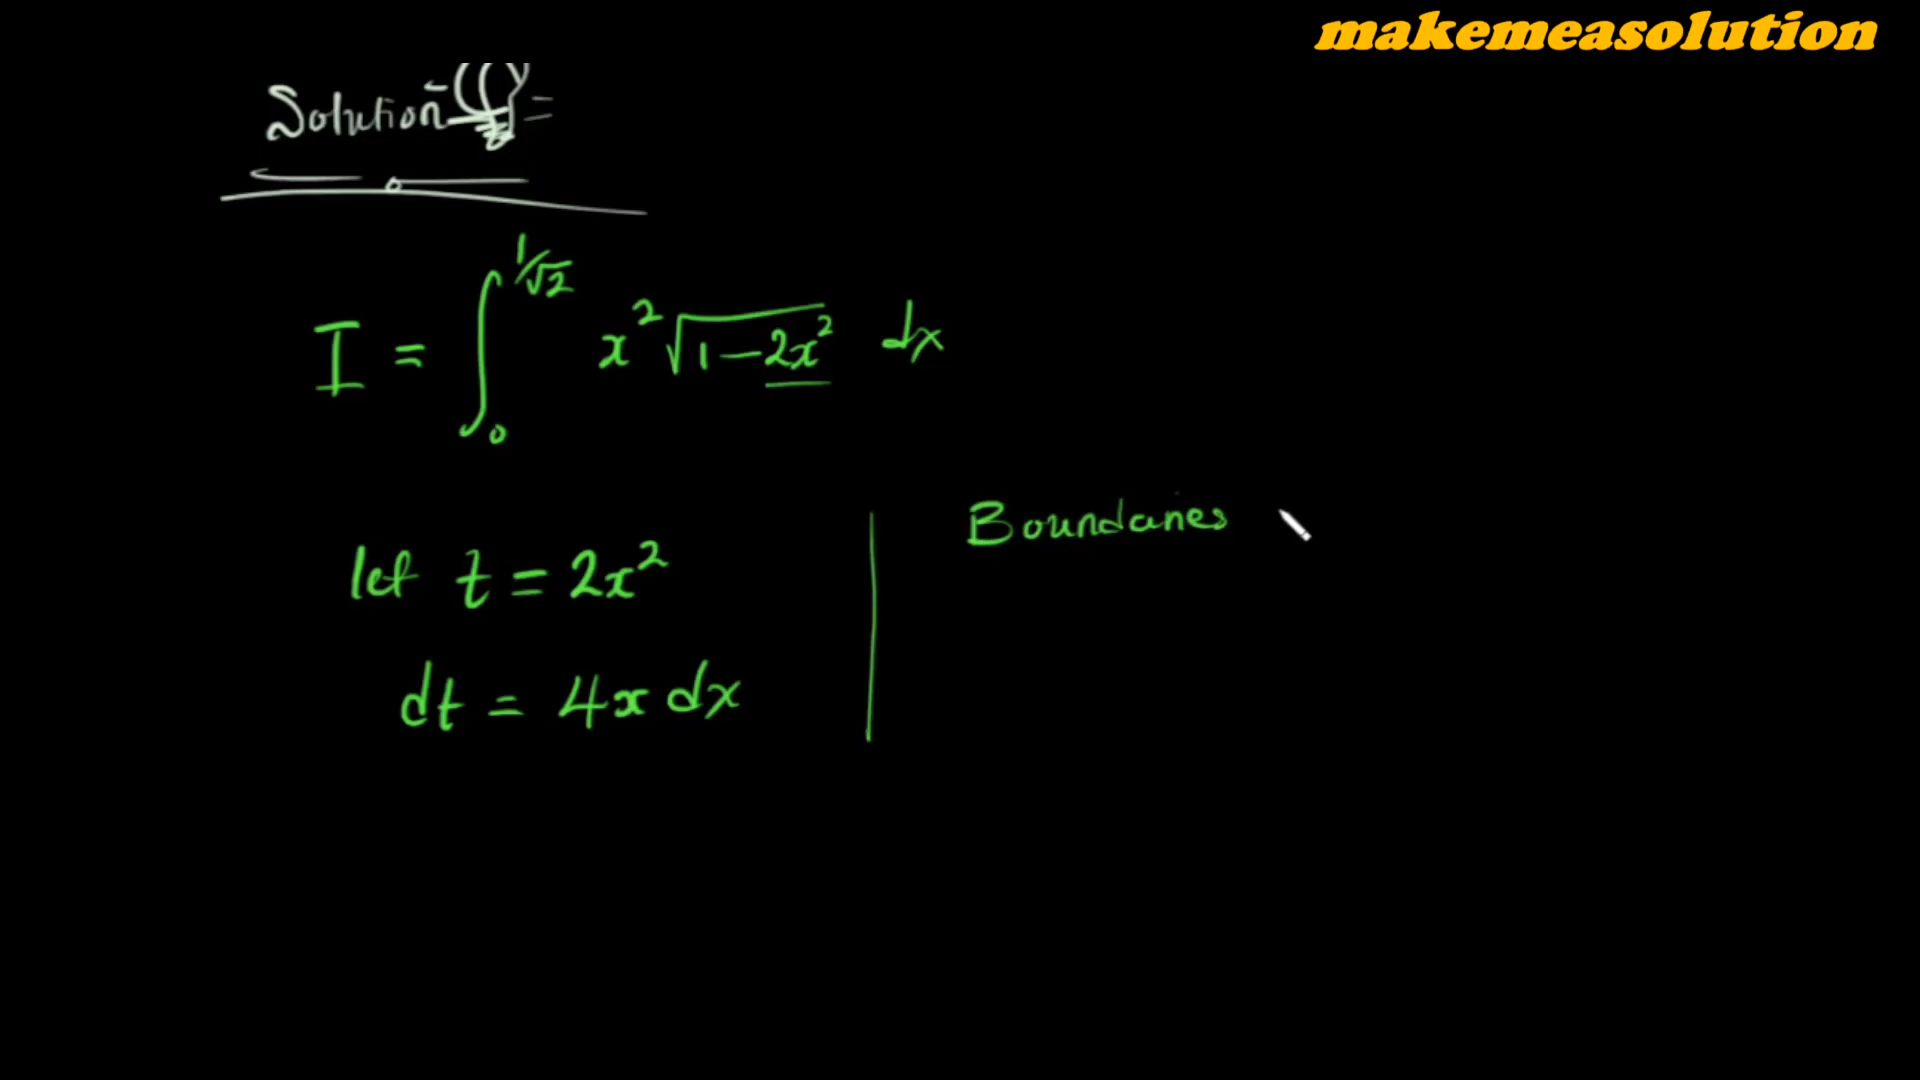 makemeasolution
Solution
I = ∫₀^{1/√2} x² √(1 – 2x²) dx
let t = 2x²
dt = 4x dx
Boundaries